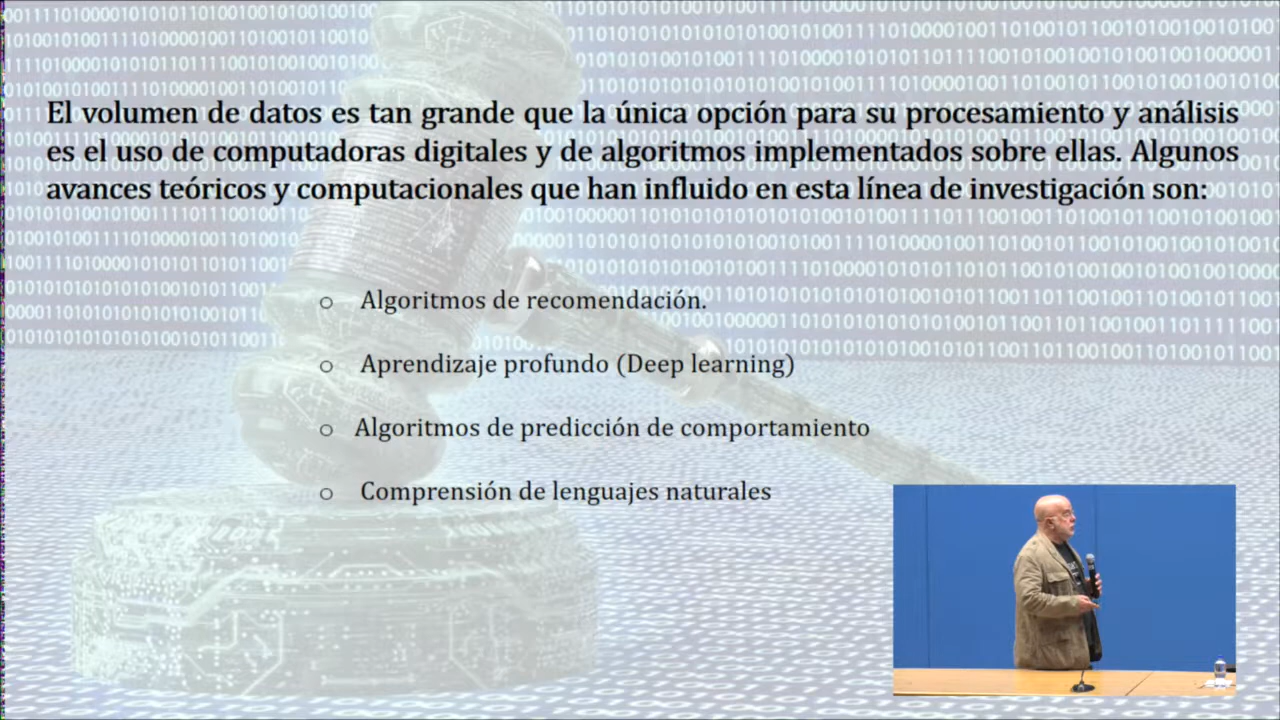 El volumen de datos es tan grande que la única opción para su procesamiento y análisis
es el uso de computadoras digitales y de algoritmos implementados sobre ellas. Algunos
avances teóricos y computacionales que han influido en esta línea de investigación son:
o Algoritmos de recomendación.
o Aprendizaje profundo (Deep learning)
o Algoritmos de predicción de comportamiento
o Comprensión de lenguajes naturales